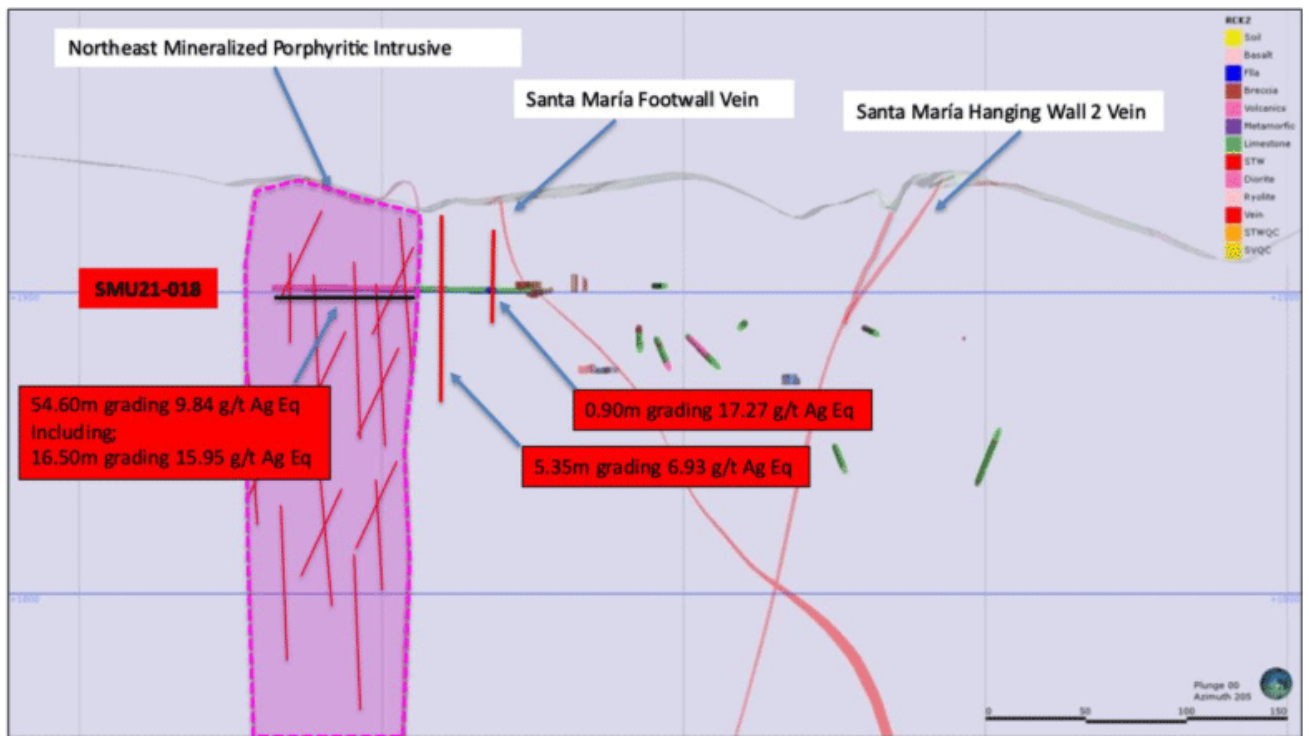 Northeast Mineralized Porphyritic Intrusive
Santa María Footwall Vein
Santa María Hanging Wall 2 Vein
RCK2
Soil
Basalt
Flla
Breccia
Volcanics
Metamorfic
Limestone
STW
Diorite
Ryolite
Vein
STWQC
SVQC
SMU21-018
+1900
54.60m grading 9.84 g/t Ag Eq
Including;
16.50m grading 15.95 g/t Ag Eq
0.90m grading 17.27 g/t Ag Eq
5.35m grading 6.93 g/t Ag Eq
+1800
Plunge 00
Azimuth 205
0 50 100 150